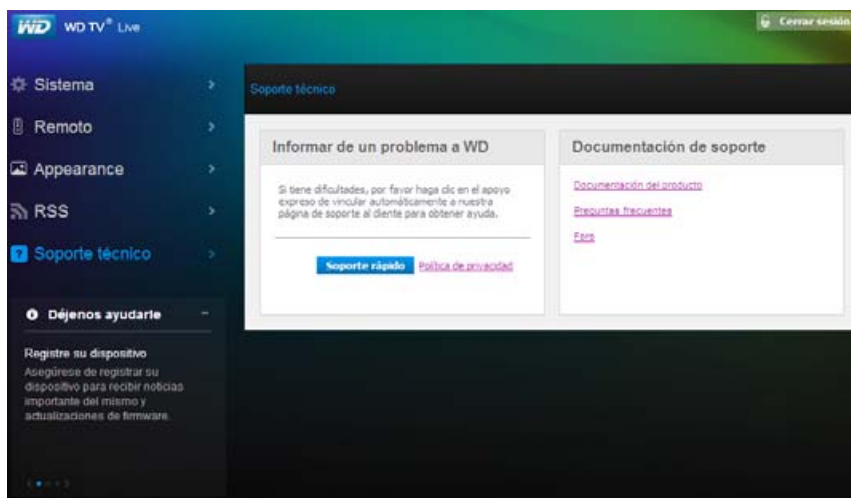 WD WD TV® Live
Cerrar sesión
Sistema
Remoto
Appearance
RSS
Soporte técnico
Déjenos ayudarle
Registre su dispositivo
Asegúrese de registrar su
dispositivo para recibir noticias
importante del mismo y
actualizaciones de firmware.
Soporte técnico
Informar de un problema a WD
Si tiene dificultades, por favor haga clic en el apoyo
expreso de vincular automáticamente a nuestra
página de soporte al cliente para obtener ayuda.
Soporte rápido Política de privacidad
Documentación de soporte
Documentación del producto
Preguntas frecuentes
Foro